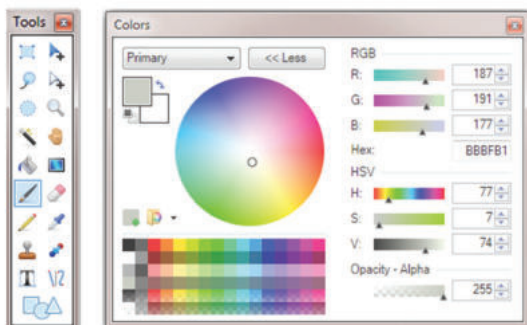 Tools
Colors
Primary
<< Less
RGB
R: 187
G: 191
B: 177
Hex: BBBFB1
HSV
H: 77
S: 7
V: 74
Opacity - Alpha
255
T